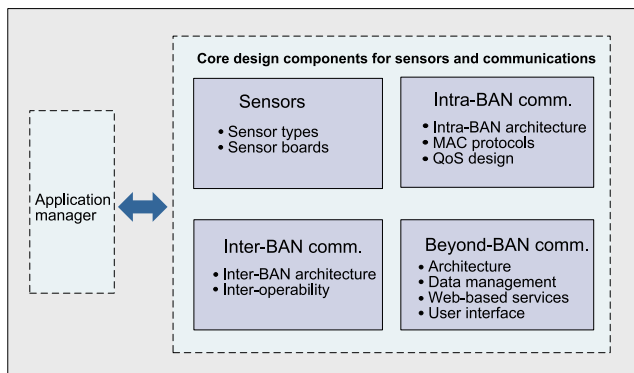 Core design components for sensors and communications
Sensors
• Sensor types
• Sensor boards
Intra-BAN comm.
• Intra-BAN architecture
• MAC protocols
• QoS design
Application
manager
Inter-BAN comm.
• Inter-BAN architecture
• Inter-operability
Beyond-BAN comm.
• Architecture
• Data management
• Web-based services
• User interface